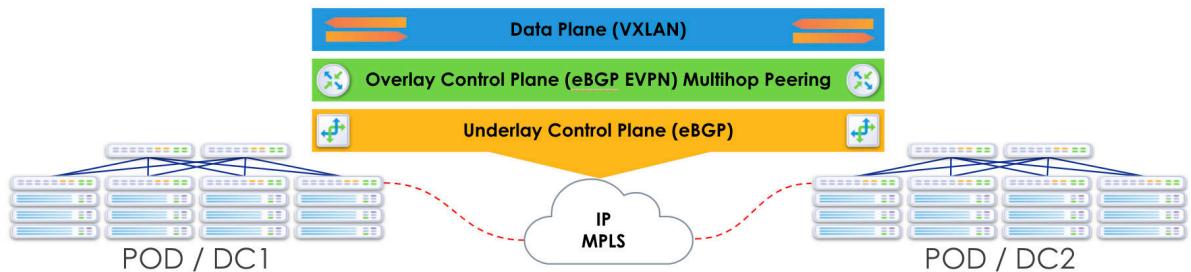 Data Plane (VXLAN)
Overlay Control Plane (eBGP EVPN) Multihop Peering
Underlay Control Plane (eBGP)
IP
MPLS
POD / DC1
POD / DC2